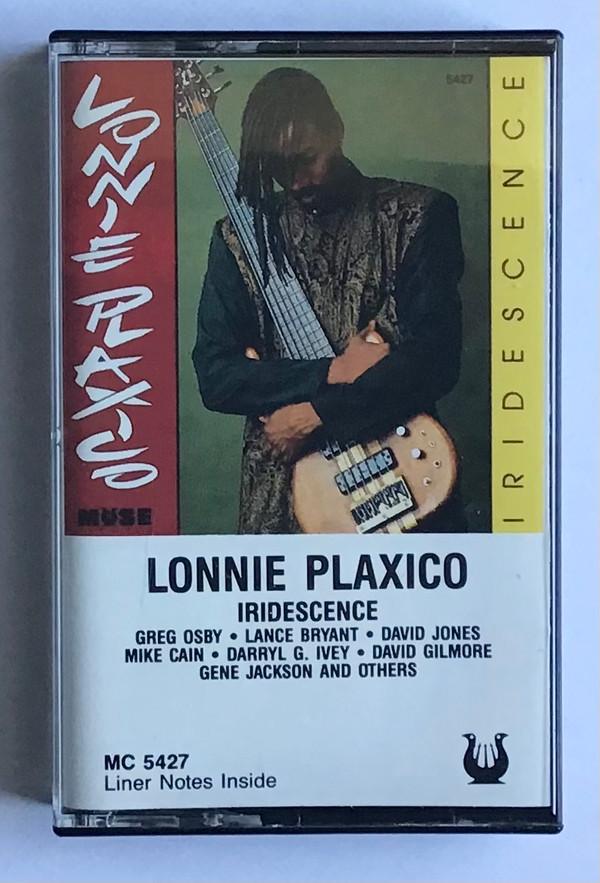 LONNIE PLAXICO
5427
IRIDESCENCE
MUSE
LONNIE PLAXICO
IRIDESCENCE
GREG OSBY • LANCE BRYANT • DAVID JONES
MIKE CAIN • DARRYL G. IVEY • DAVID GILMORE
GENE JACKSON AND OTHERS
MC 5427
Liner Notes Inside